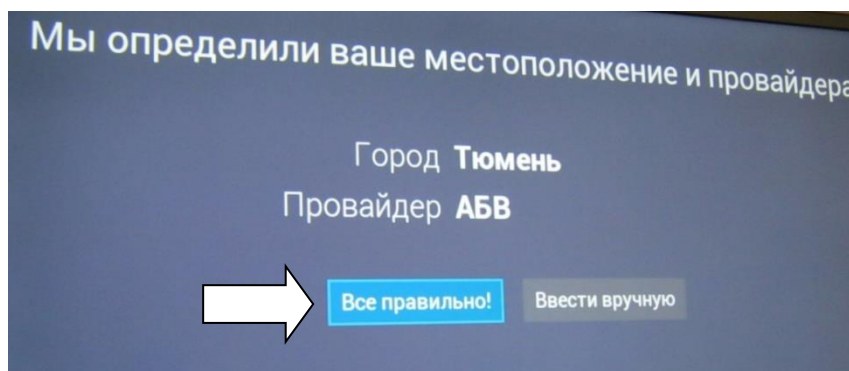 Мы определили ваше местоположение и провайдера
Город Тюмень
Провайдер АБВ
Все правильно! Ввести вручную